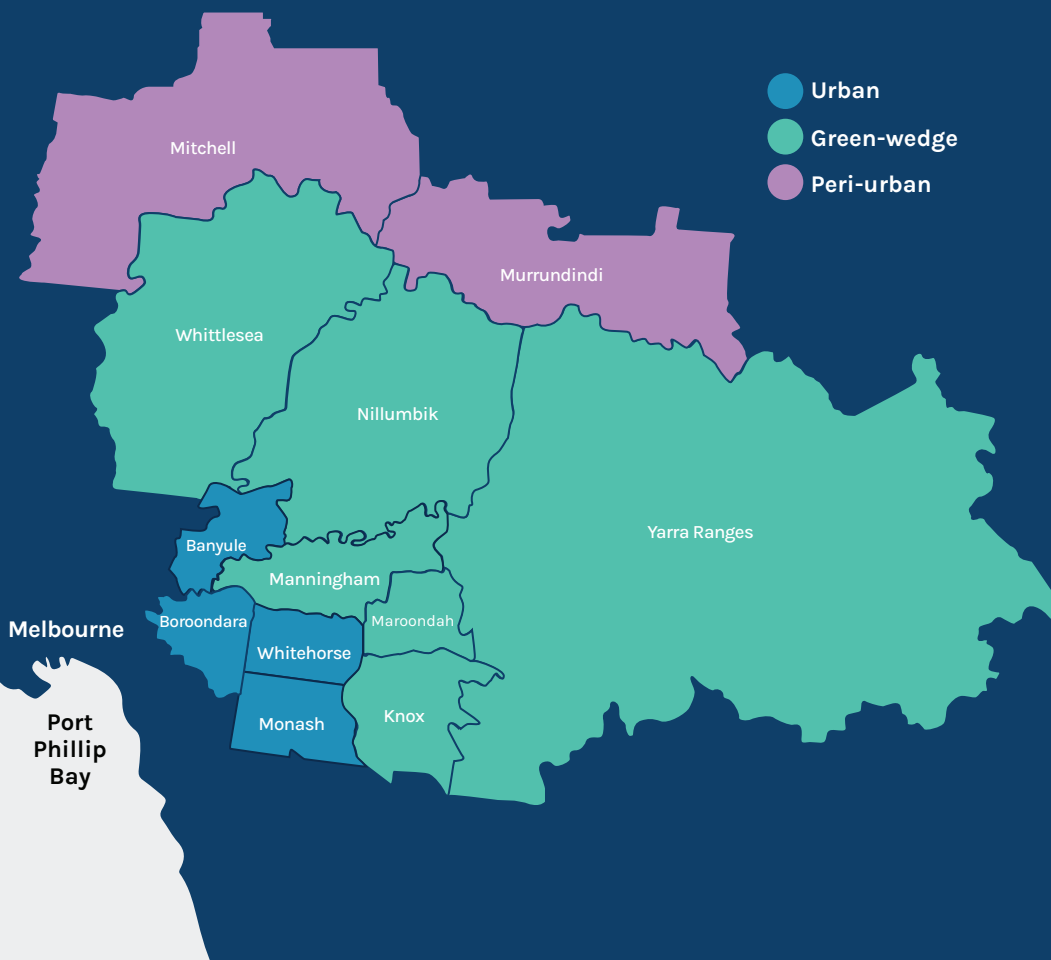 Urban
Green-wedge
Peri-urban
Mitchell
Murrundindi
Whittlesea
Nillumbik
Yarra Ranges
Banyule
Manningham
Boroondara
Maroondah
Melbourne
Whitehorse
Knox
Monash
Port
Phillip
Bay